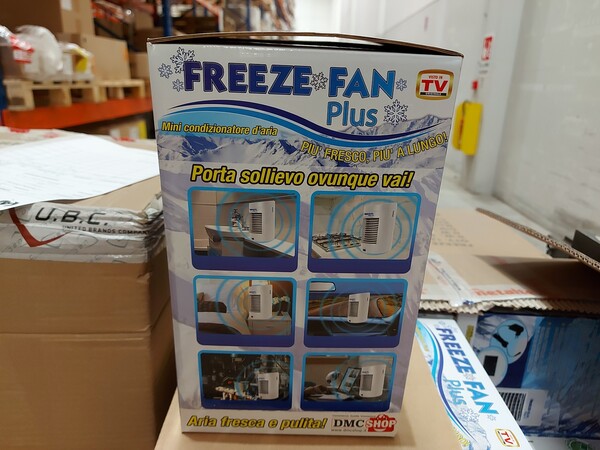 FREEZE FAN
Plus
VISTO IN
TV
Mini condizionatore d'aria
PIU' FRESCO, PIU' A LUNGO!
Porta sollievo ovunque vai!
Aria fresca e pulita!
DMC SHOP
U.B.C.
UNITED BRANDS COMPANY
FREEZE FAN
Plus
TV